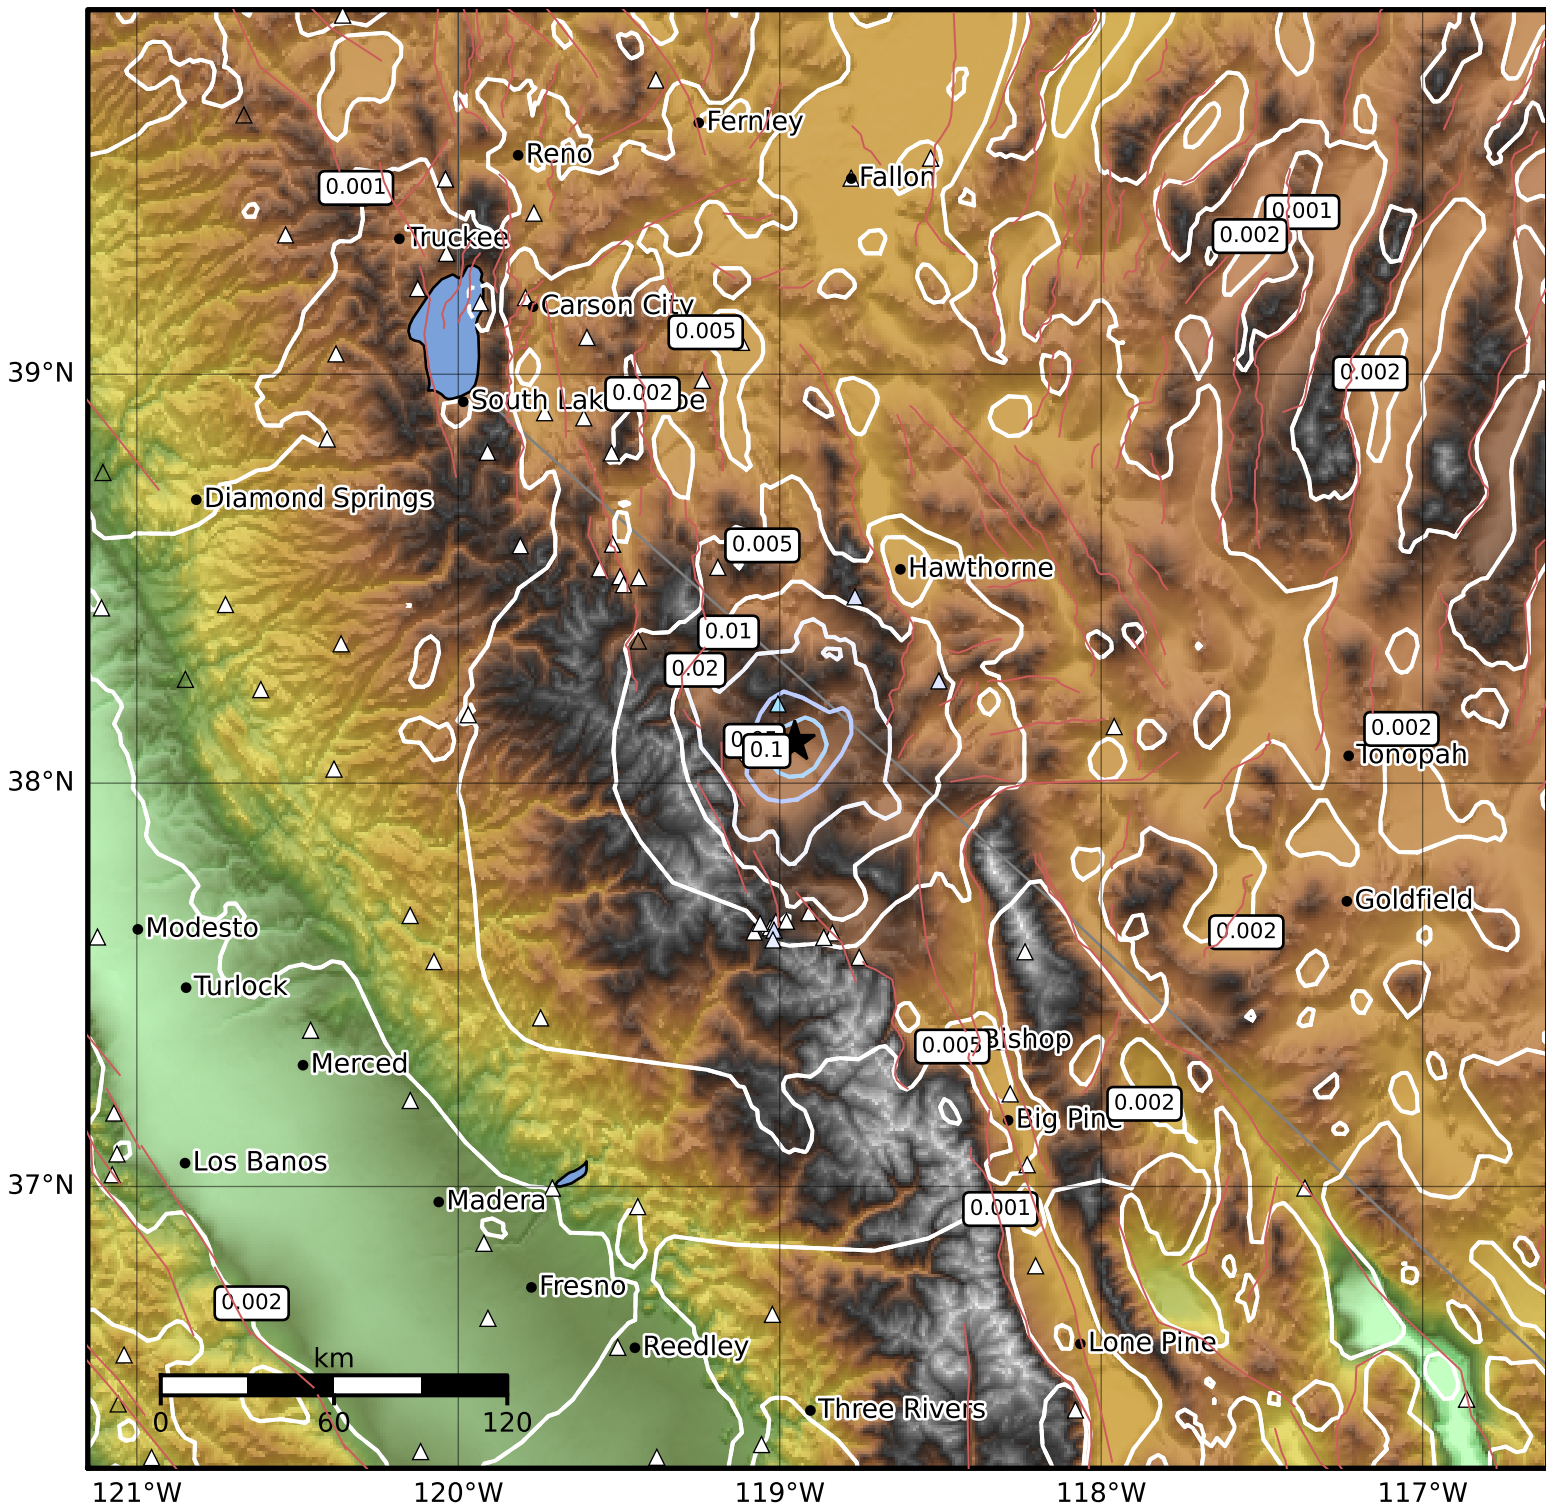 Fernley
Reno
Fallon
0.001
0.001
0.002
Truckee
Carson City
0.005
39°N
0.002
0.002
South Lake
Diamond Springs
0.005
Hawthorne
0.01
0.02
0.002
0.1
Tonopah
38°N
Goldfield
Modesto
0.002
Turlock
0.005
Bishop
Merced
0.002
Big Pine
Los Banos
37°N
Madera
0.001
Fresno
0.002
Reedley
Lone Pine
km
Three Rivers
0 60 120
121°W 120°W 119°W 118°W 117°W